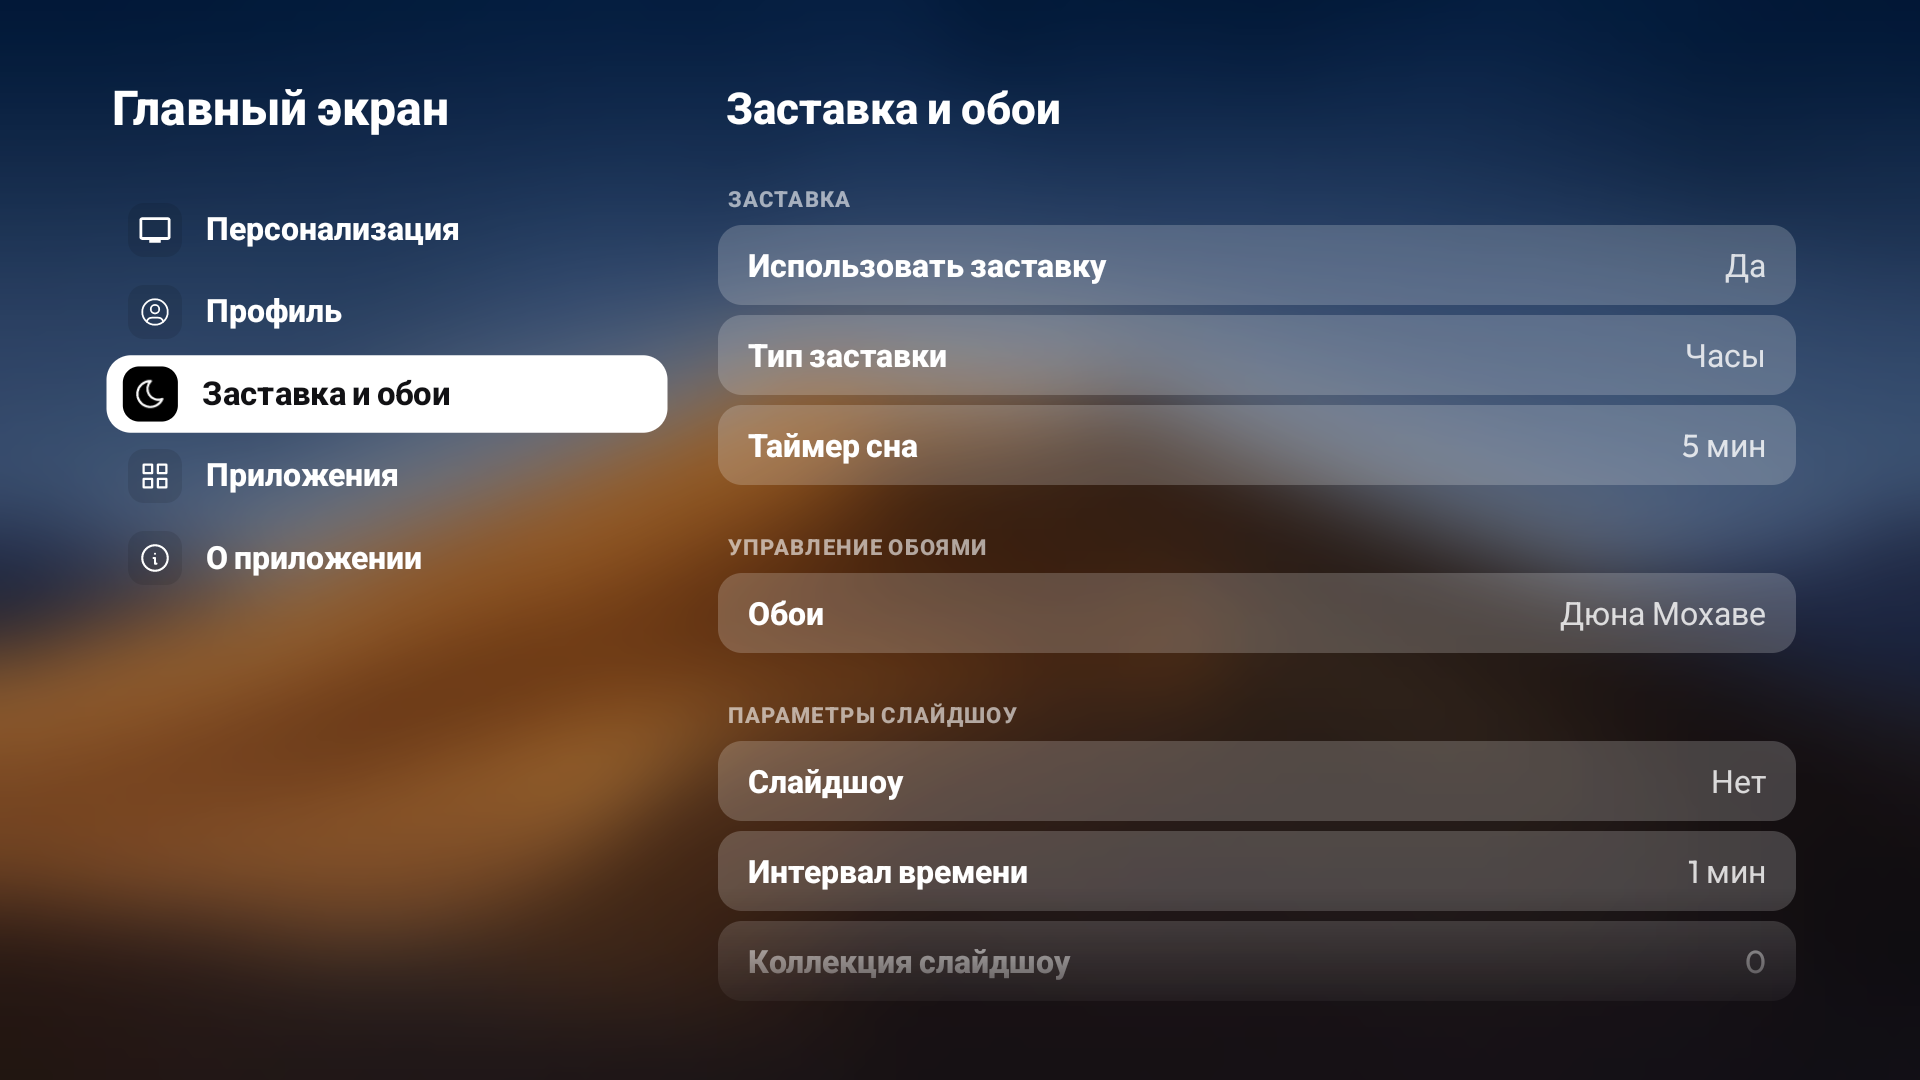 Главный экран
Персонализация
Профиль
Заставка и обои
Приложения
О приложении
Заставка и обои
ЗАСТАВКА
Использовать заставку Да
Тип заставки Часы
Таймер сна 5 мин
УПРАВЛЕНИЕ ОБОЯМИ
Обои Дюна Мохаве
ПАРАМЕТРЫ СЛАЙДШОУ
Слайдшоу Нет
Интервал времени 1 мин
Коллекция слайдшоу 0